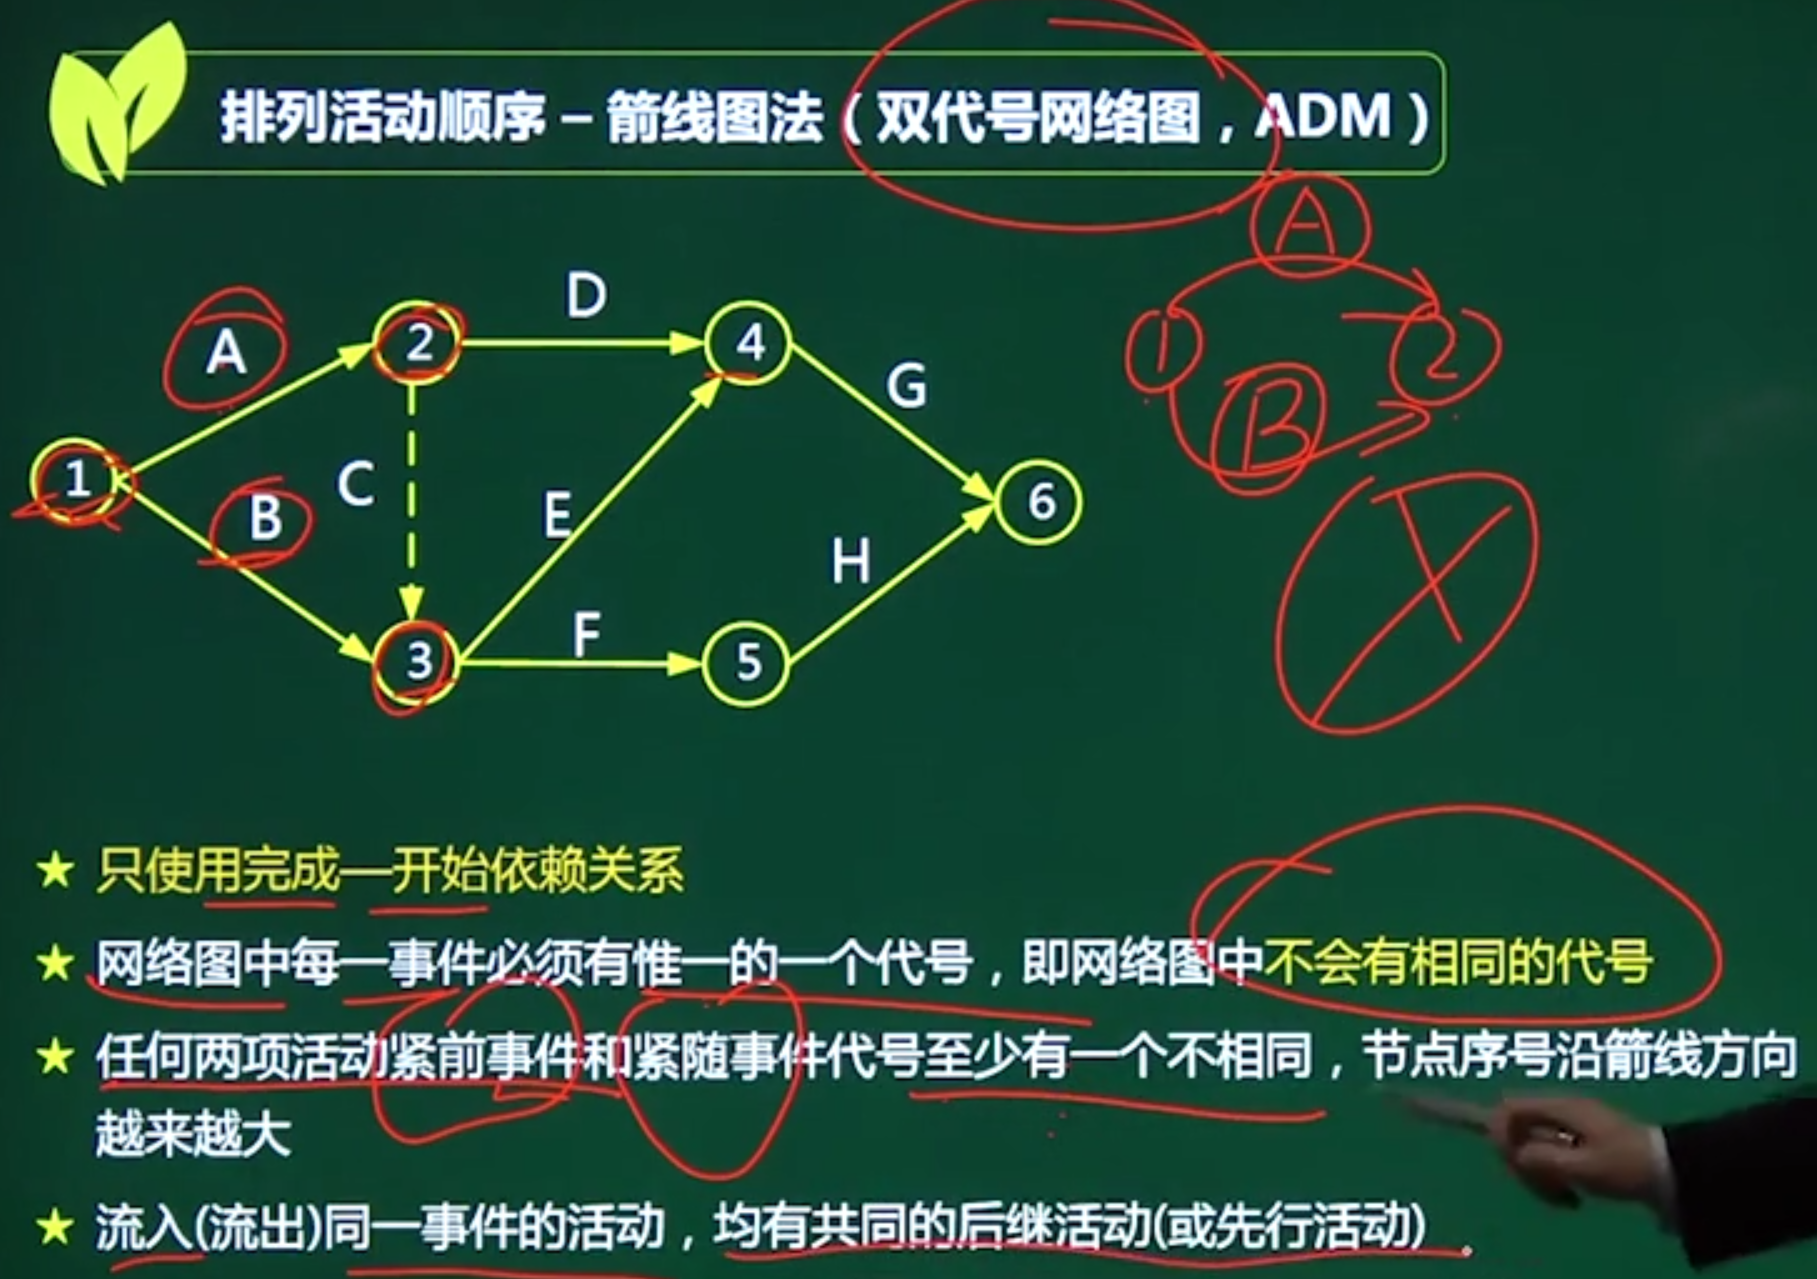 排列活动顺序－箭线图法（双代号网络图，ADM）
A
D
2
4
A
G
1
2
1
B
C
B
E
6
H
F
3
5
★ 只使用完成—开始依赖关系
★ 网络图中每一事件必须有惟一的一个代号，即网络图中不会有相同的代号
★ 任何两项活动紧前事件和紧随事件代号至少有一个不相同，节点序号沿箭线方向
越来越大
★ 流入(流出)同一事件的活动，均有共同的后继活动(或先行活动)。